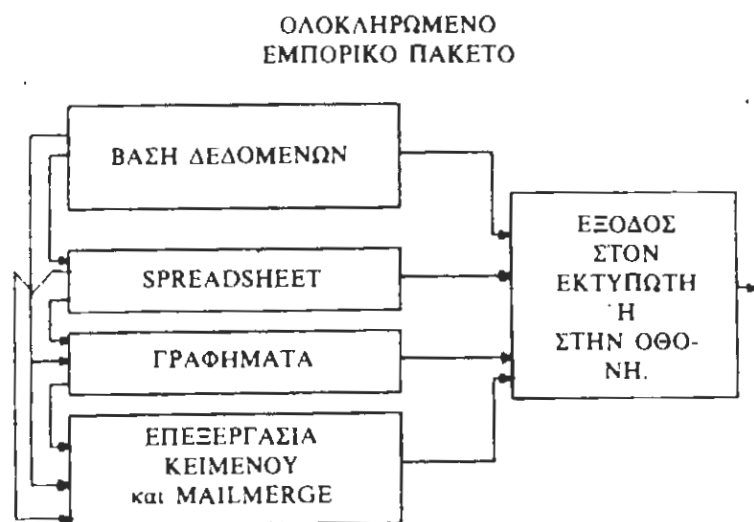 ΟΛΟΚΛΗΡΩΜΕΝΟ
ΕΜΠΟΡΙΚΟ ΠΑΚΕΤΟ
ΒΑΣΗ ΔΕΔΟΜΕΝΩΝ
SPREADSHEET
ΓΡΑΦΗΜΑΤΑ
ΕΠΕΞΕΡΓΑΣΙΑ
ΚΕΙΜΕΝΟΥ
και MAILMERGE
ΕΞΟΔΟΣ
ΣΤΟΝ
ΕΚΤΥΠΩΤΗ
Ή
ΣΤΗΝ ΟΘΟ-
ΝΗ.